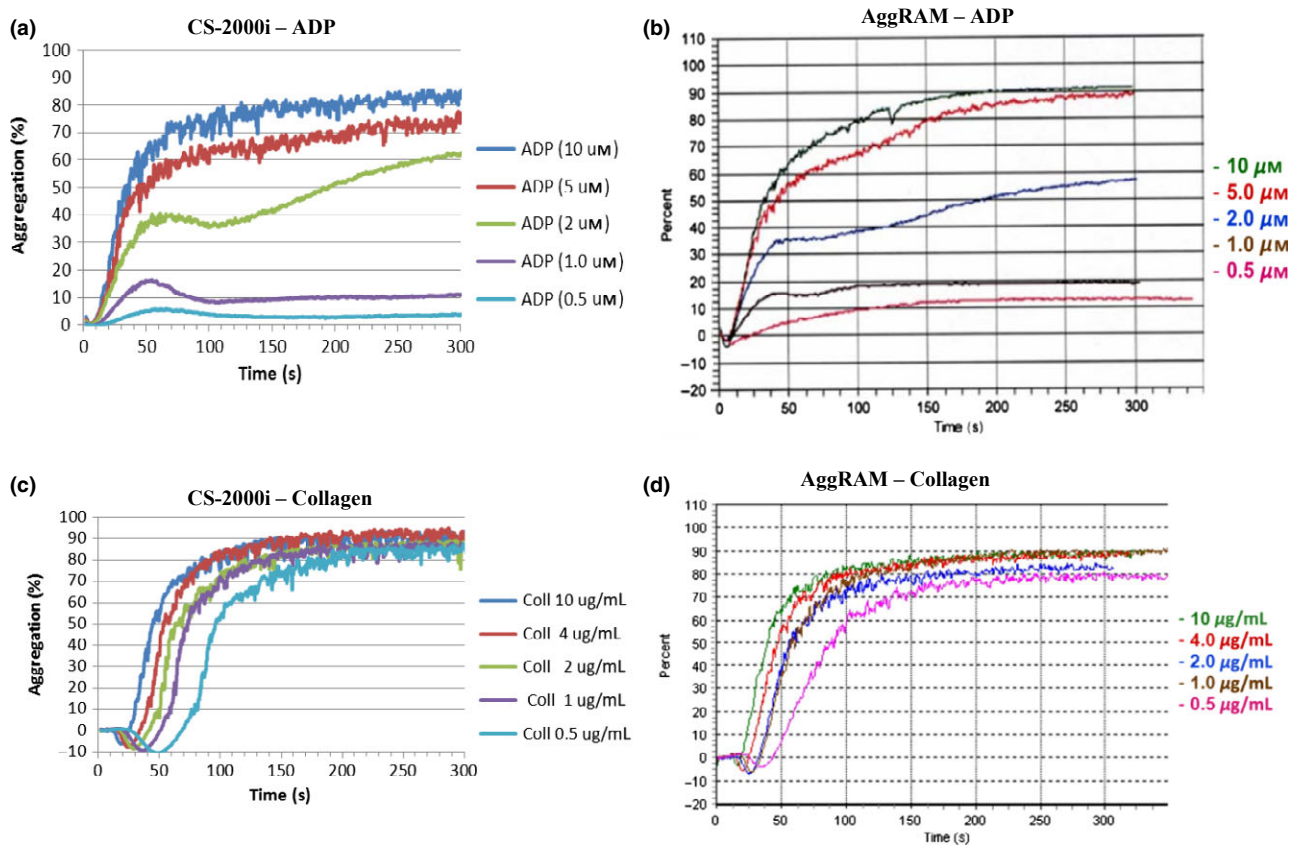 (a)
CS-2000i – ADP
100
90
80
70
60
50
40
30
20
10
0
Aggregation (%)
0 50 100 150 200 250 300
Time (s)
ADP (10 uM)
ADP (5 uM)
ADP (2 uM)
ADP (1.0 uM)
ADP (0.5 uM)
(b)
AggRAM – ADP
110
100
90
80
70
60
50
40
30
20
10
0
–10
–20
Percent
0 50 100 150 200 250 300
Time (s)
- 10 µM
- 5.0 µM
- 2.0 µM
- 1.0 µM
- 0.5 µM
(c)
CS-2000i – Collagen
100
90
80
70
60
50
40
30
20
10
0
–10
Aggregation (%)
0 50 100 150 200 250 300
Time (s)
Coll 10 ug/mL
Coll 4 ug/mL
Coll 2 ug/mL
Coll 1 ug/mL
Coll 0.5 ug/mL
(d)
AggRAM – Collagen
110
100
90
80
70
60
50
40
30
20
10
0
–10
–20
Percent
0 50 100 150 200 250 300
Time (s)
- 10 µg/mL
- 4.0 µg/mL
- 2.0 µg/mL
- 1.0 µg/mL
- 0.5 µg/mL